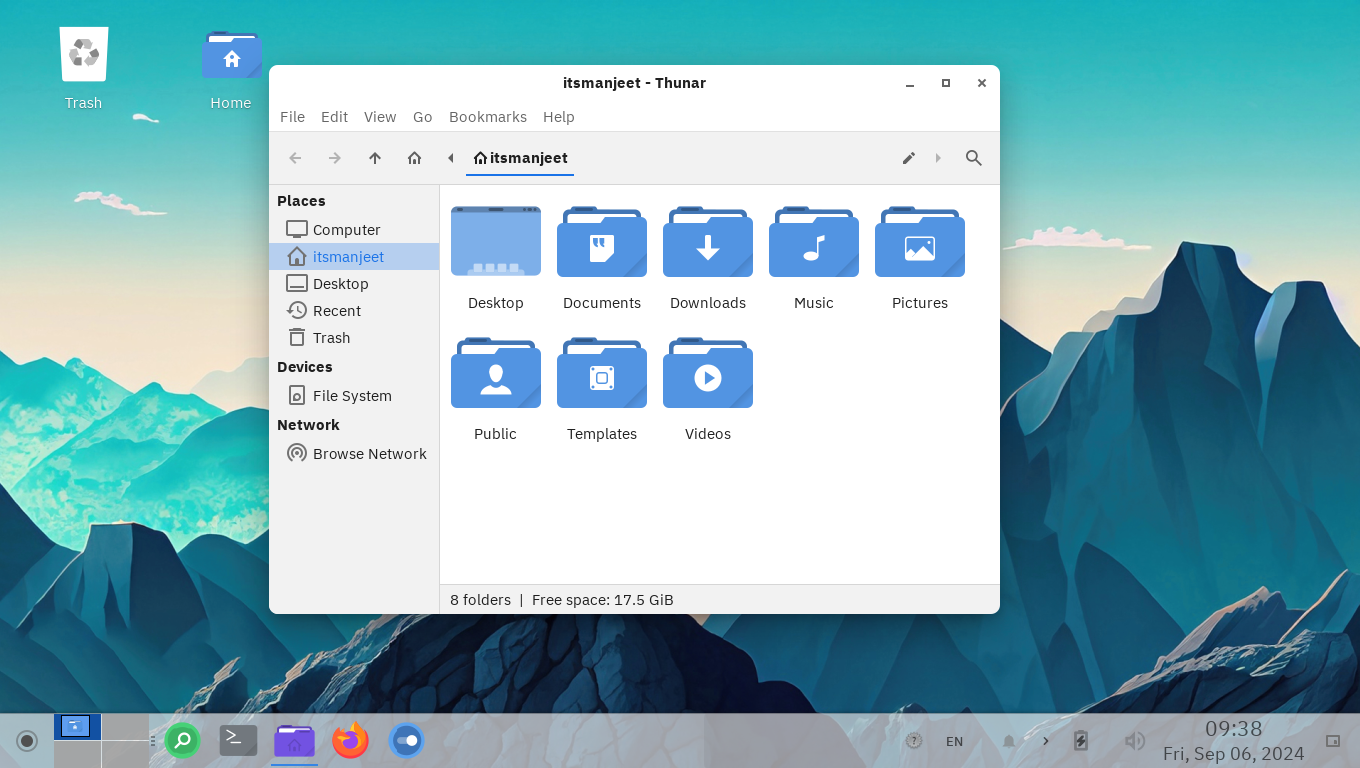 Trash
Home
itsmanjeet - Thunar
File Edit View Go Bookmarks Help
itsmanjeet
Places
Computer
itsmanjeet
Desktop
Recent
Trash
Devices
File System
Network
Browse Network
Desktop Documents Downloads Music Pictures
Public Templates Videos
8 folders | Free space: 17.5 GiB
EN
09:38
Fri, Sep 06, 2024